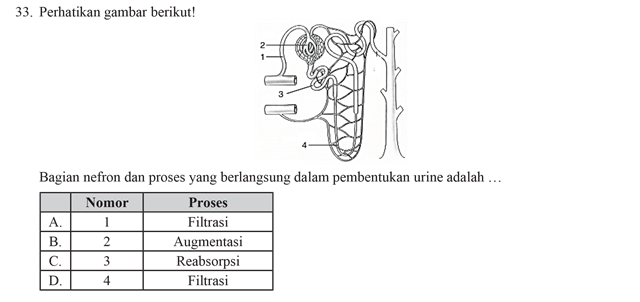 33. Perhatikan gambar berikut!
2
1
3
4
Bagian nefron dan proses yang berlangsung dalam pembentukan urine adalah …
Nomor Proses
A. 1 Filtrasi
B. 2 Augmentasi
C. 3 Reabsorpsi
D. 4 Filtrasi